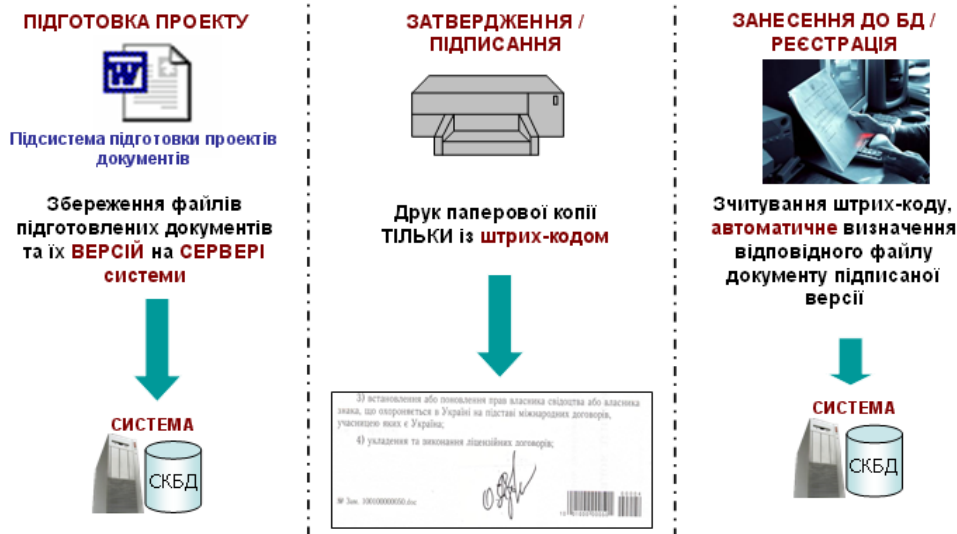 ПІДГОТОВКА ПРОЕКТУ
W
Підсистема підготовки проектів
документів
Збереження файлів
підготовлених документів
та їх ВЕРСІЙ на СЕРВЕРІ
системи
СИСТЕМА
СКБД
ЗАТВЕРДЖЕННЯ /
ПІДПИСАННЯ
Друк паперової копії
ТІЛЬКИ із штрих-кодом
3) встановлення або поновлення прав власника свідоцтва або власника
знака, що охороняється в Україні на підставі міжнародних договорів,
учасницею яких є Україна;
4) укладення та виконання ліцензійних договорів;
ЗАНЕСЕННЯ ДО БД /
РЕЄСТРАЦІЯ
Зчитування штрих-коду,
автоматичне визначення
відповідного файлу
документу підписаної
версії
СИСТЕМА
СКБД